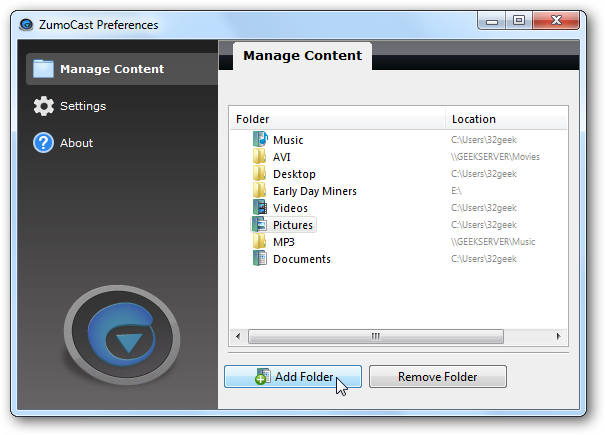 ZumoCast Preferences
Manage Content
Settings
About
Manage Content
Folder Location
Music C:\Users\32geek
AVI \\GEEKSERVER\Movies
Desktop C:\Users\32geek
Early Day Miners E:\
Videos C:\Users\32geek
Pictures C:\Users\32geek
MP3 \\GEEKSERVER\Music
Documents C:\Users\32geek
Add Folder Remove Folder